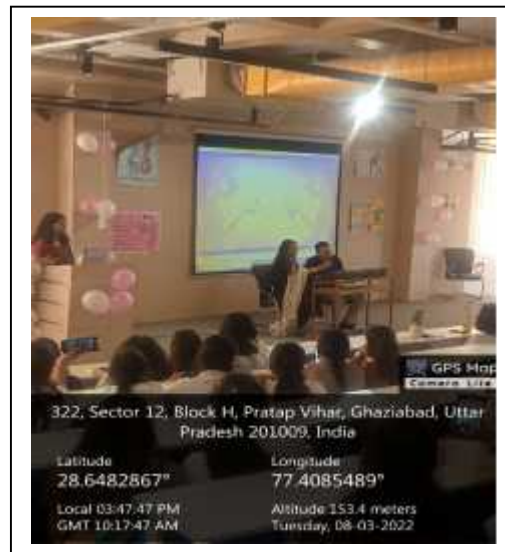 GPS Map
Camera Lite
322, Sector 12, Block H, Pratap Vihar, Ghaziabad, Uttar
Pradesh 201009, India
Latitude
Longitude
28.6482867°
77.4085489°
Local 03:47:47 PM
Altitude 153.4 meters
GMT 10:17:47 AM
Tuesday, 08-03-2022